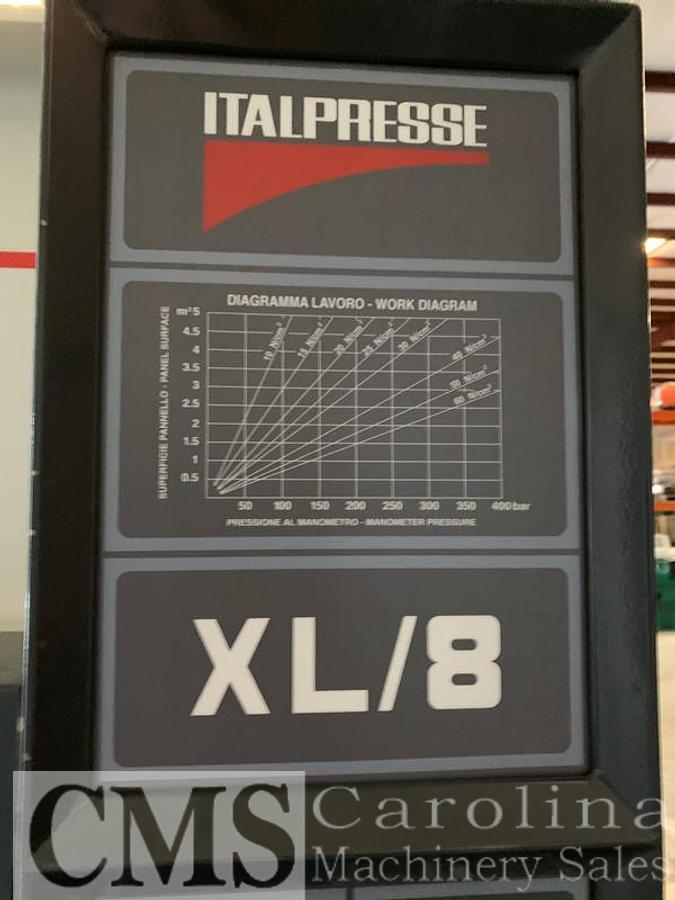 ITALPRESSE
DIAGRAMMA LAVORO - WORK DIAGRAM
SUPERFICIE PANNELLO - PANEL SURFACE
m² 5
4.5
4
3.5
3
2.5
2
1.5
1
0.5
10 N/cm²
15 N/cm²
20 N/cm²
25 N/cm²
30 N/cm²
40 N/cm²
50 N/cm²
60 N/cm²
50 100 150 200 250 300 350 400 bar
PRESSIONE AL MANOMETRO - MANOMETER PRESSURE
XL/8
CMS Carolina
Machinery Sales